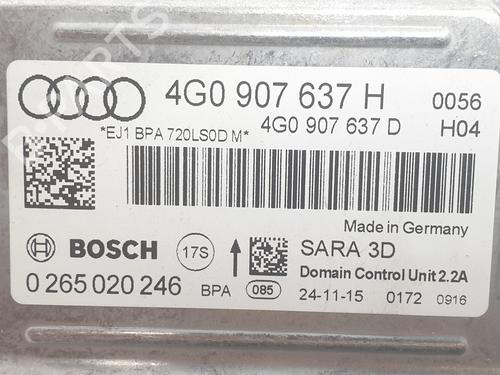 4G0 907 637 H 0056
*EJ1 BPA 720LS0D M* 4G0 907 637 D H04
Made in Germany
BOSCH 17S SARA 3D
Domain Control Unit 2.2A
0 265 020 246 BPA 085 24-11-15 0172 0916